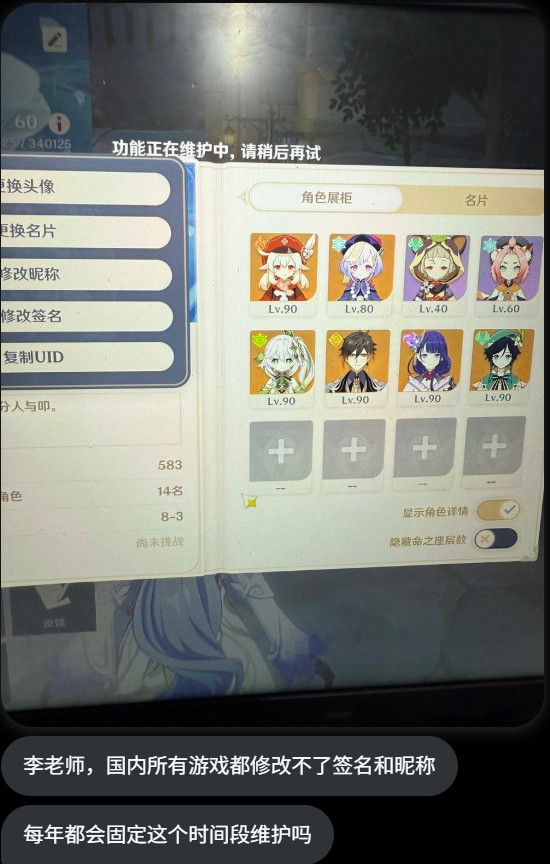 60
/340125
功能正在维护中，请稍后再试
更换头像
更换名片
修改昵称
修改签名
复制UID
分人与叩。
583
角色
14名
8-3
尚未挑战
角色展柜
名片
Lv.90
Lv.80
Lv.40
Lv.60
Lv.90
Lv.90
Lv.90
Lv.90
--
--
--
--
显示角色详情
隐藏命之座层数
反馈
李老师，国内所有游戏都修改不了签名和昵称
每年都会固定这个时间段维护吗